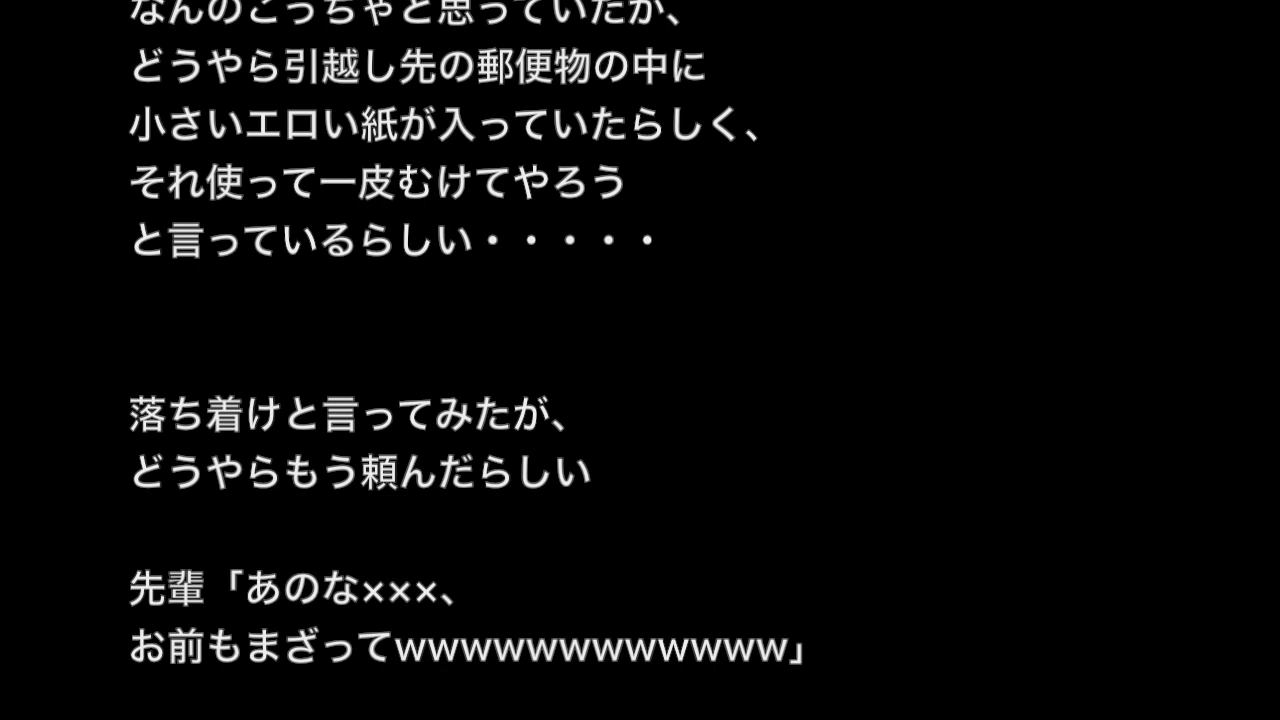 なんのこっちゃと思っていたが、
どうやら引越し先の郵便物の中に
小さいエロい紙が入っていたらしく、
それ使って一皮むけてやろう
と言っているらしい・・・・・
落ち着けと言ってみたが、
どうやらもう頼んだらしい
先輩「あのな×××、
お前もまざってwwwwwwwwwwww」